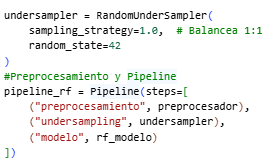 undersampler = RandomUnderSampler(
    sampling_strategy=1.0,  # Balancea 1:1
    random_state=42
)
#Preprocesamiento y Pipeline
pipeline_rf = Pipeline(steps=[
    ("preprocesamiento", preprocesador),
    ("undersampling", undersampler),
    ("modelo", rf_modelo)
])